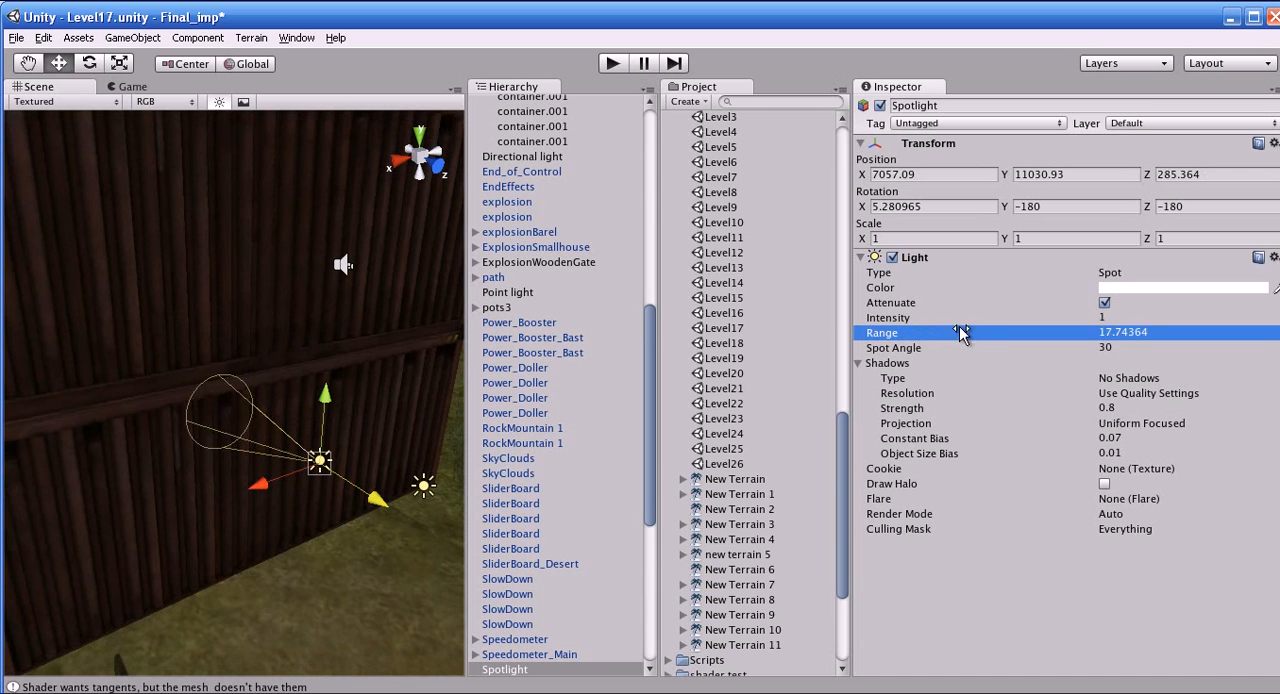 Unity - Level17.unity - Final_imp*
File Edit Assets GameObject Component Terrain Window Help
Center Global Layers Layout
Scene Game
Textured RGB
y
x z
Hierarchy
container.001
container.001
container.001
container.001
Directional light
End_of_Control
EndEffects
explosion
explosion
explosionBarel
ExplosionSmallhouse
ExplosionWoodenGate
path
Point light
pots3
Power_Booster
Power_Booster_Bast
Power_Booster_Bast
Power_Doller
Power_Doller
Power_Doller
Power_Doller
RockMountain 1
RockMountain 1
SkyClouds
SkyClouds
SliderBoard
SliderBoard
SliderBoard
SliderBoard
SliderBoard
SliderBoard_Desert
SlowDown
SlowDown
SlowDown
SlowDown
Speedometer
Speedometer_Main
Spotlight
Project
Create
Level3
Level4
Level5
Level6
Level7
Level8
Level9
Level10
Level11
Level12
Level13
Level14
Level15
Level16
Level17
Level18
Level19
Level20
Level21
Level22
Level23
Level24
Level25
Level26
New Terrain
New Terrain 1
New Terrain 2
New Terrain 3
New Terrain 4
new terrain 5
New Terrain 6
New Terrain 7
New Terrain 8
New Terrain 9
New Terrain 10
New Terrain 11
Scripts
shader test
Inspector
Spotlight
Tag Untagged Layer Default
Transform
Position
X 7057.09 Y 11030.93 Z 285.364
Rotation
X 5.280965 Y -180 Z -180
Scale
X 1 Y 1 Z 1
Light
Type Spot
Color
Attenuate
Intensity 1
Range 17.74364
Spot Angle 30
Shadows
Type No Shadows
Resolution Use Quality Settings
Strength 0.8
Projection Uniform Focused
Constant Bias 0.07
Object Size Bias 0.01
Cookie None (Texture)
Draw Halo
Flare None (Flare)
Render Mode Auto
Culling Mask Everything
Shader wants tangents, but the mesh doesn't have them